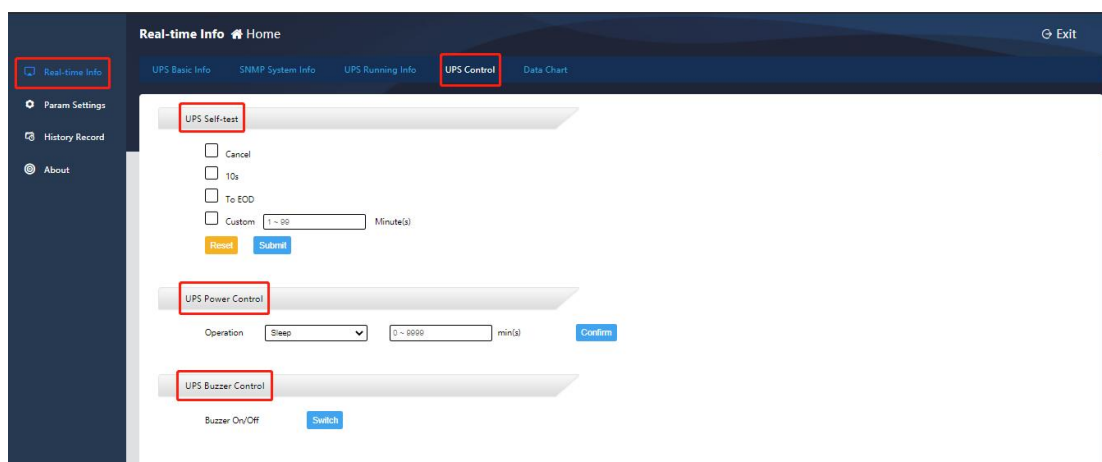 Real-time Info Home
Exit
Real-time Info
Param Settings
History Record
About
UPS Basic Info SNMP System Info UPS Running Info UPS Control Data Chart
UPS Self-test
Cancel
10s
To EOD
Custom 1 ~ 99 Minute(s)
Reset Submit
UPS Power Control
Operation Sleep 0 ~ 9999 min(s) Confirm
UPS Buzzer Control
Buzzer On/Off Switch